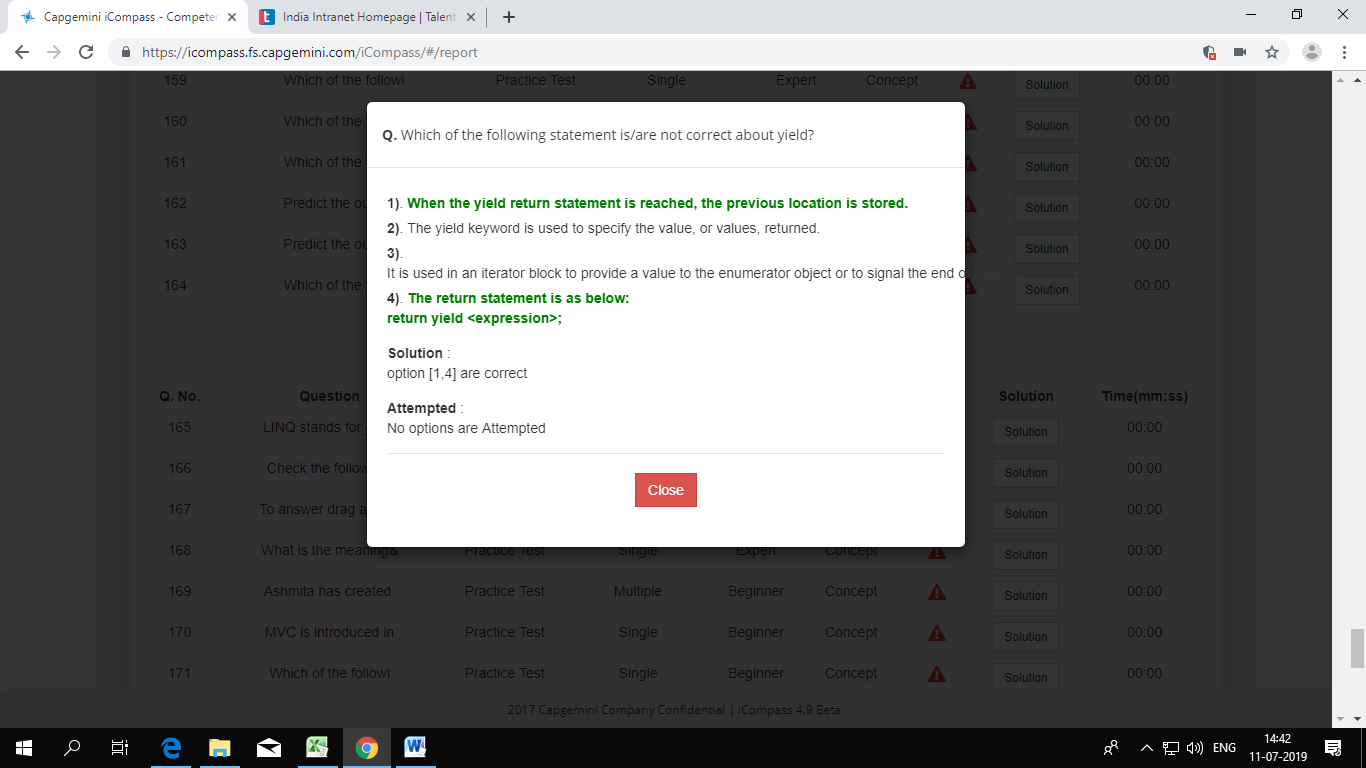 Capgemini iCompass - Competer
India Intranet Homepage | Talent
https://icompass.fs.capgemini.com/iCompass/#/report
159 Which of the followi Practice Test Single Expert Concept Solution 00:00
160 Which of the Solution 00:00
161 Which of the Solution 00:00
162 Predict the ou Solution 00:00
163 Predict the ou Solution 00:00
164 Which of the Solution 00:00
Q. Which of the following statement is/are not correct about yield?
1). When the yield return statement is reached, the previous location is stored.
2). The yield keyword is used to specify the value, or values, returned.
3).
It is used in an iterator block to provide a value to the enumerator object or to signal the end o
4). The return statement is as below:
return yield <expression>;
Solution :
option [1,4] are correct
Attempted :
No options are Attempted
Close
Q. No. Question Solution Time(mm:ss)
165 LINQ stands for Solution 00:00
166 Check the follow Solution 00:00
167 To answer drag a Solution 00:00
168 What is the meaning& Practice Test Single Expert Concept Solution 00:00
169 Ashmita has created Practice Test Multiple Beginner Concept Solution 00:00
170 MVC is introduced in Practice Test Single Beginner Concept Solution 00:00
171 Which of the followi Practice Test Single Beginner Concept Solution 00:00
2017 Capgemini Company Confidential | iCompass 4.9 Beta
ENG
14:42
11-07-2019